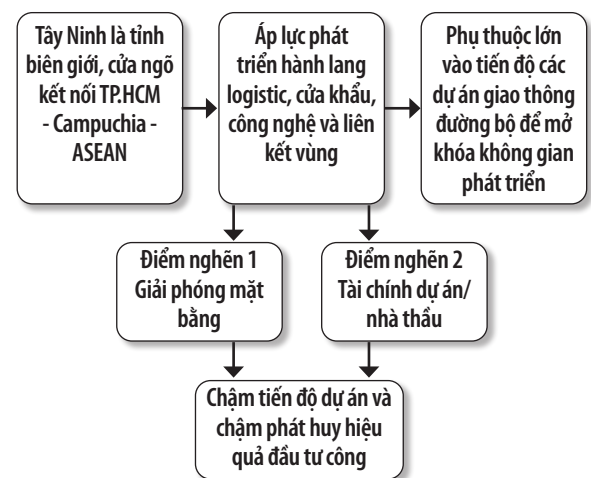 Tây Ninh là tỉnh
biên giới, cửa ngõ
kết nối TP.HCM
- Campuchia -
ASEAN
Áp lực phát
triển hành lang
logistic, cửa khẩu,
công nghệ và liên
kết vùng
Phụ thuộc lớn
vào tiến độ các
dự án giao thông
đường bộ để mở
khóa không gian
phát triển
Điểm nghẽn 1
Giải phóng mặt
bằng
Điểm nghẽn 2
Tài chính dự án/
nhà thầu
Chậm tiến độ dự án và
chậm phát huy hiệu
quả đầu tư công